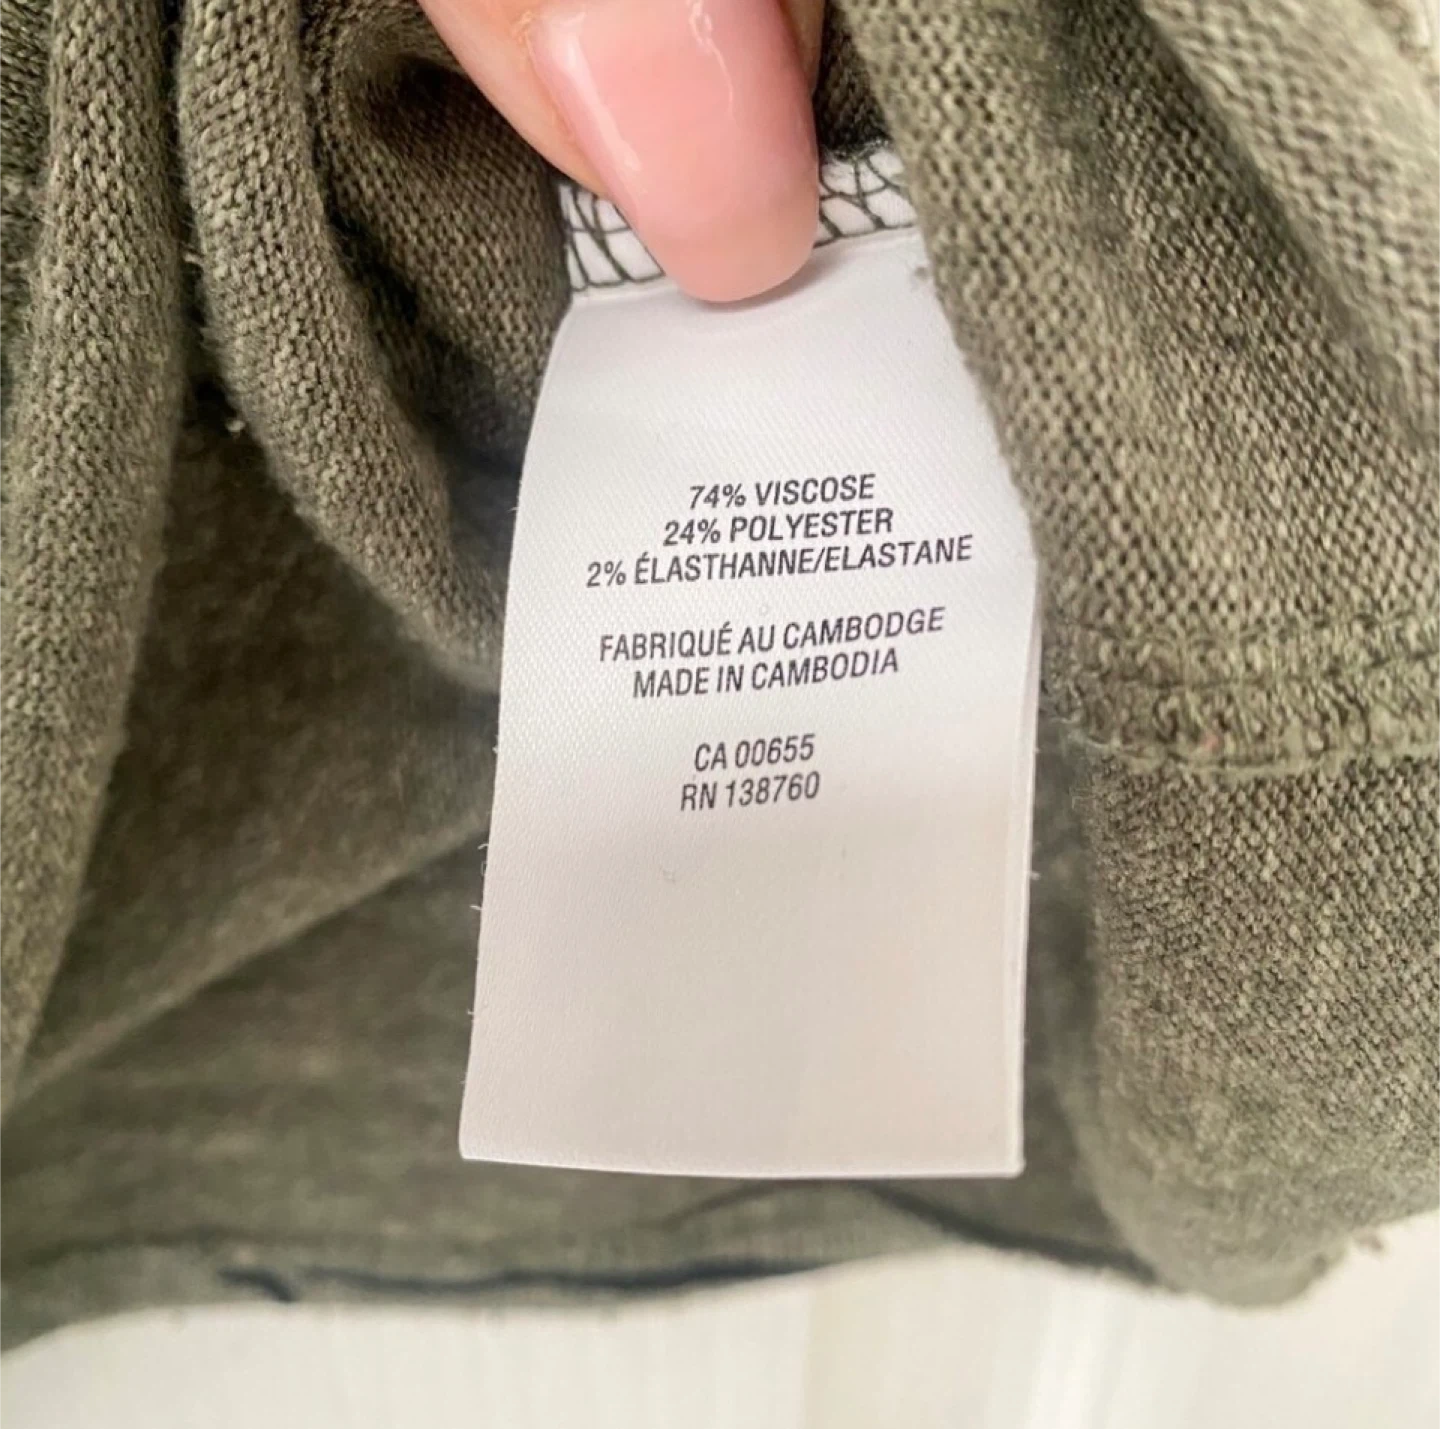 74% VISCOSE
24% POLYESTER
2% ÉLASTHANNE/ELASTANE
FABRIQUÉ AU CAMBODGE
MADE IN CAMBODIA
CA 00655
RN 138760